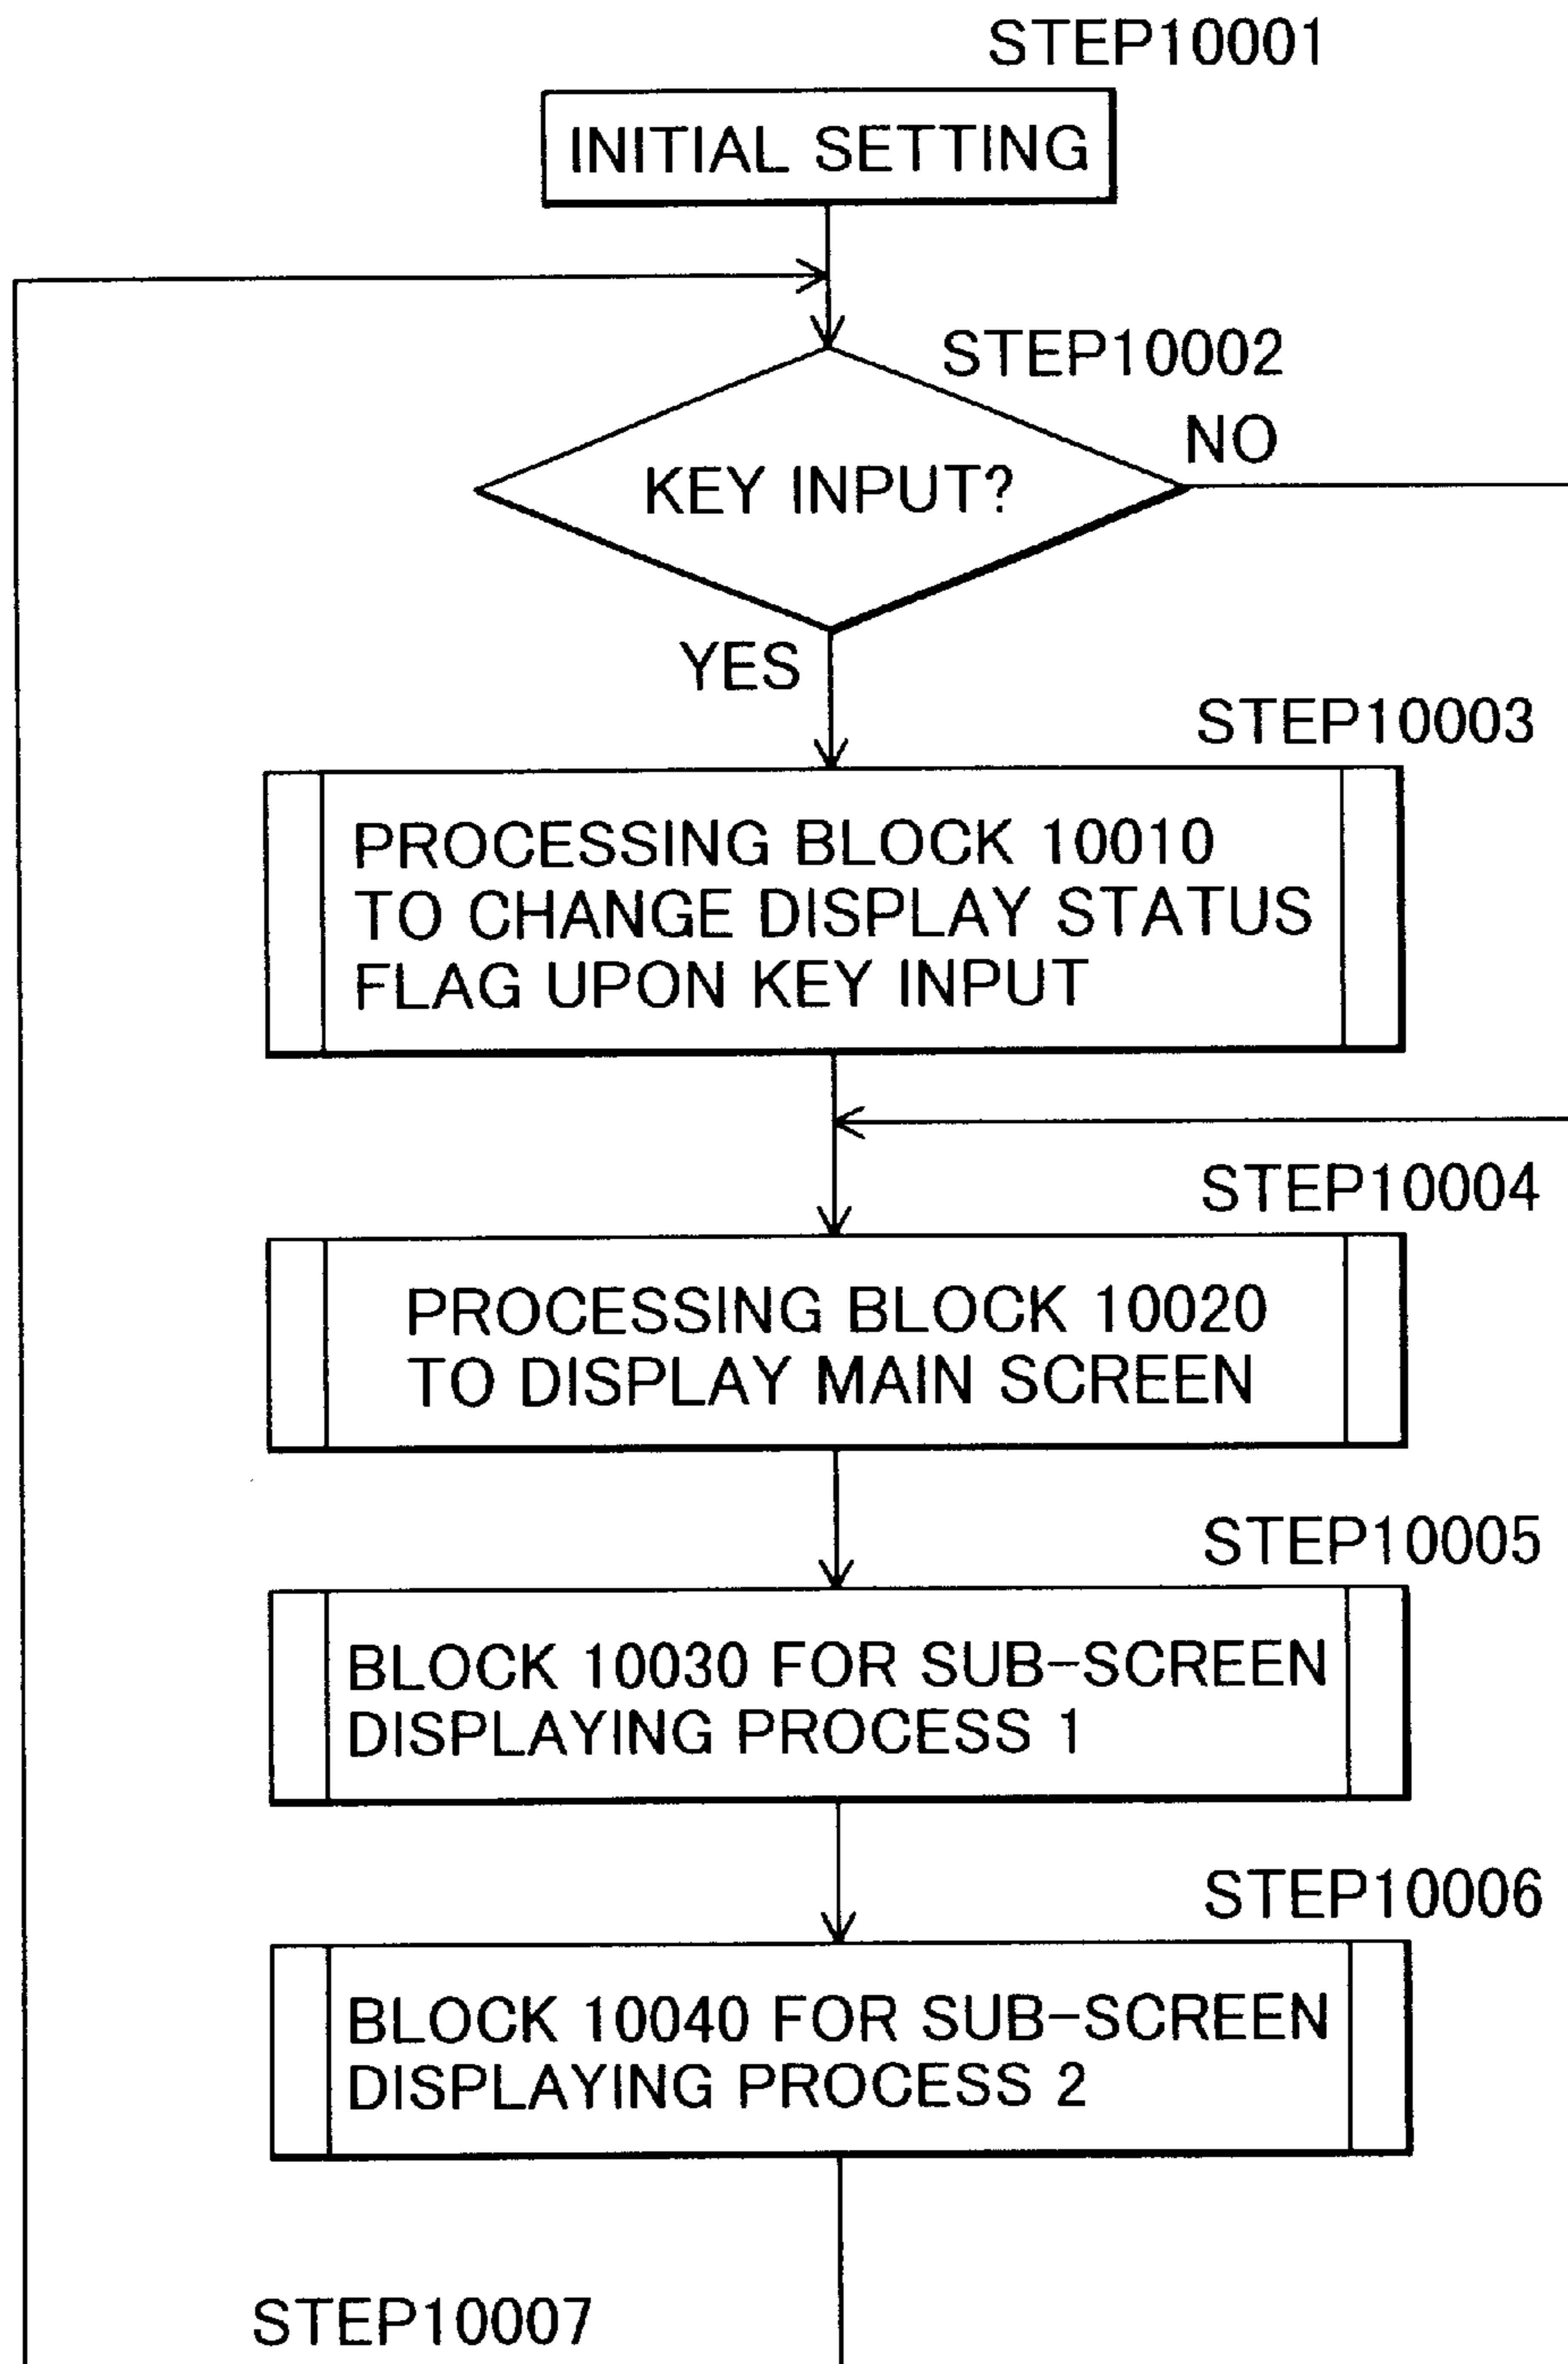 STEP10001
INITIAL SETTING
STEP10002
NO
KEY INPUT?
YES
STEP10003
PROCESSING BLOCK 10010
TO CHANGE DISPLAY STATUS
FLAG UPON KEY INPUT
STEP10004
PROCESSING BLOCK 10020
TO DISPLAY MAIN SCREEN
STEP10005
BLOCK 10030 FOR SUB-SCREEN
DISPLAYING PROCESS 1
STEP10006
BLOCK 10040 FOR SUB-SCREEN
DISPLAYING PROCESS 2
STEP10007